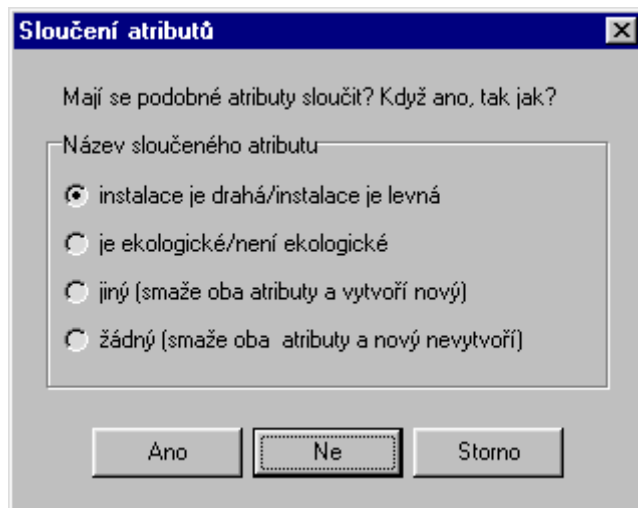 Sloučení atributů
Mají se podobné atributy sloučit? Když ano, tak jak?
Název sloučeného atributu
instalace je drahá/instalace je levná
je ekologické/není ekologické
jiný (smaže oba atributy a vytvoří nový)
žádný (smaže oba  atributy a nový nevytvoří)
Ano Ne Storno